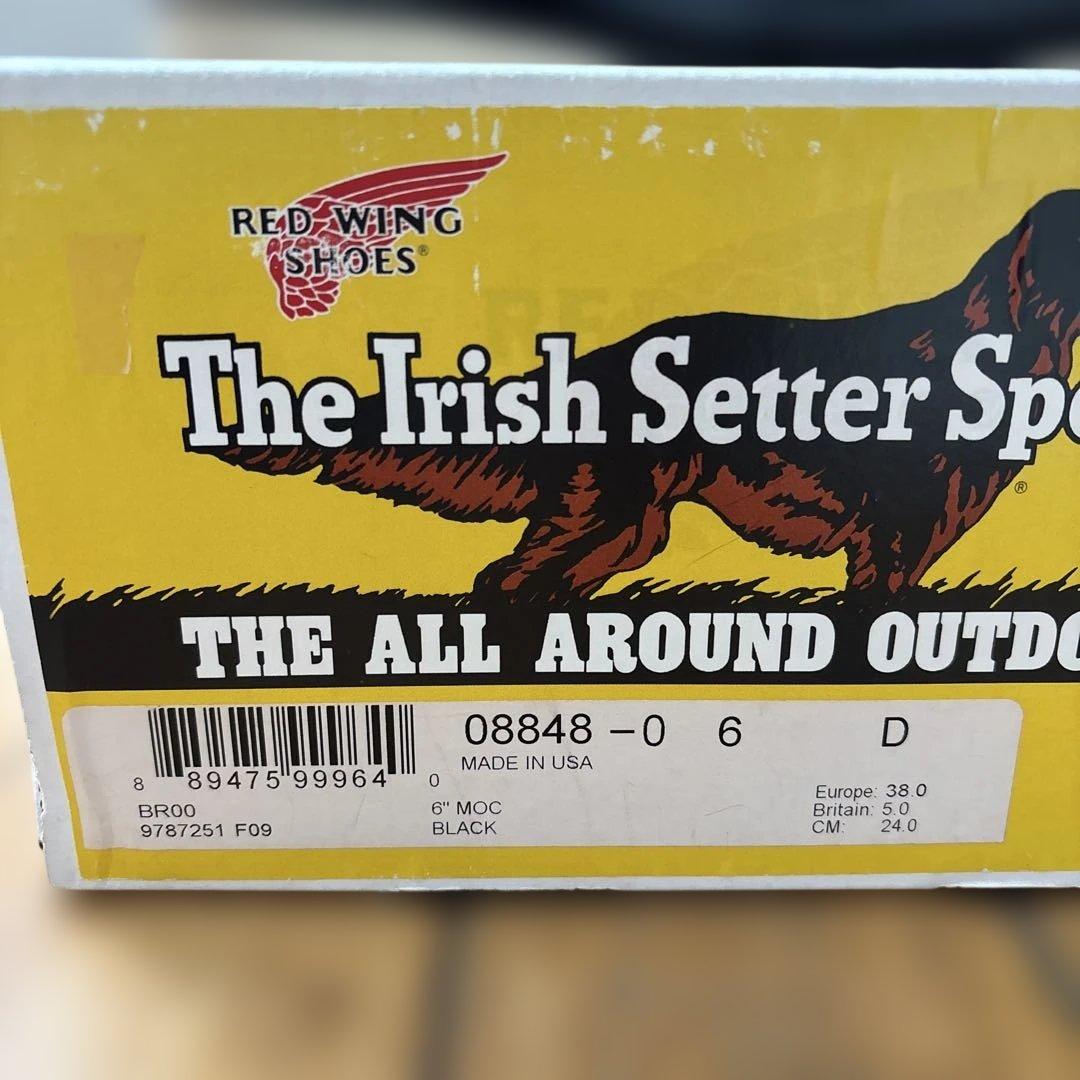 RED WING
SHOES®
The Irish Setter Sp
®
THE ALL AROUND OUTDO
08848 -0 6 D
MADE IN USA
8 89475 99964 0
BR00
9787251 F09
6" MOC
BLACK
Europe: 38.0
Britain: 5.0
CM: 24.0